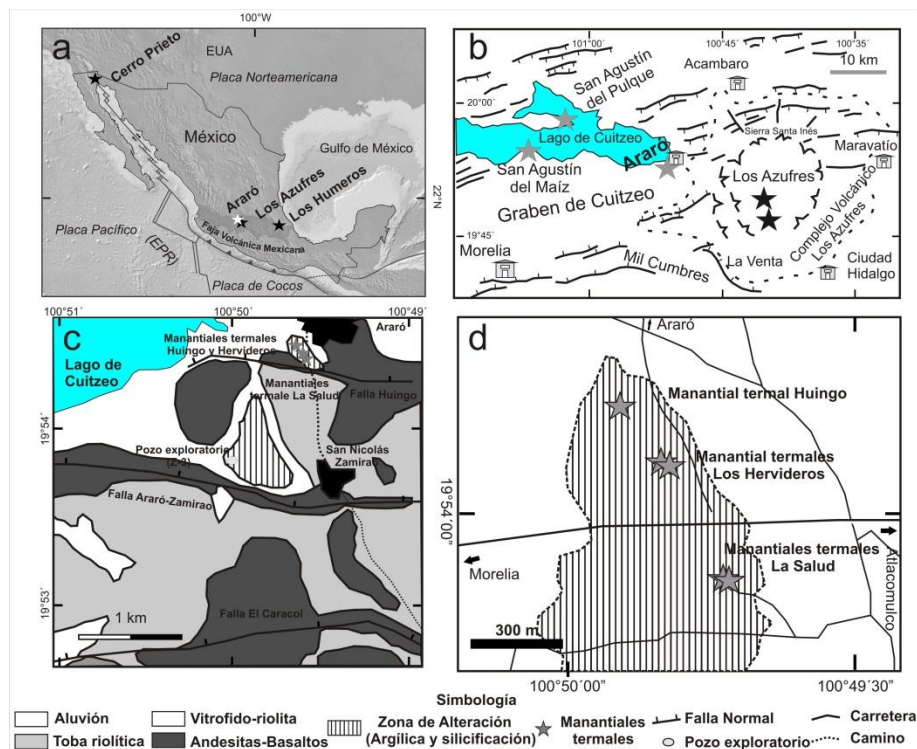 100°W
a
EUA
Cerro Prieto
Placa Norteamericana
México
Golfo de México
Araró
Los Azufres
Los Humeros
22°N
Faja Volcánica Mexicana
Placa Pacífico
(EPR)
Placa de Cocos
b
101°00
100°45
100°35
Acambaro
10 km
San Agustín
del Pulque
20°00
Lago de Cuitzeo
Sierra Santa Inés
Araró
Maravatío
San Agustín
del Maíz
Los Azufres
Graben de Cuitzeo
Complejo Volcánico
Los Azufres
19°45
Morelia
Mil Cumbres
La Venta
Ciudad
Hidalgo
100°51
100°50
100°49
c
Araró
Manantiales termales
Huingo y Hervideros
Lago de
Cuitzeo
Manantiales
termale La Salud
Falla Huingo
19°54
Pozo exploratorio
San Nicolás
Zamirao
Falla Araró-Zamirao
19°53
Falla El Caracol
1 km
d
Araró
Manantial termal Huingo
Manantial termales
Los Hervideros
19°54´00"
Manantiales termales
La Salud
Morelia
Atlacomulco
300 m
100°50'00"
100°49´30"
Simbología
Aluvión
Vitrofido-riolita
Zona de Alteración
(Argílica y silicificación)
Manantiales
termales
Falla Normal
Carretera
Toba riolítica
Andesitas-Basaltos
Pozo exploratorio
Camino